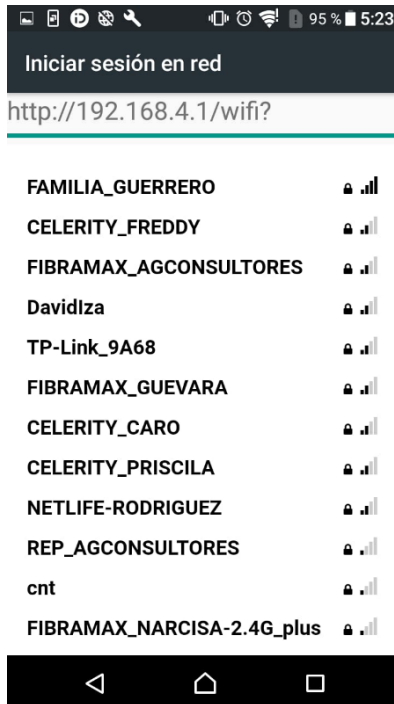 95 % 5:23
Iniciar sesión en red
http://192.168.4.1/wifi?
FAMILIA_GUERRERO
CELERITY_FREDDY
FIBRAMAX_AGCONSULTORES
DavidIza
TP-Link_9A68
FIBRAMAX_GUEVARA
CELERITY_CARO
CELERITY_PRISCILA
NETLIFE-RODRIGUEZ
REP_AGCONSULTORES
cnt
FIBRAMAX_NARCISA-2.4G_plus